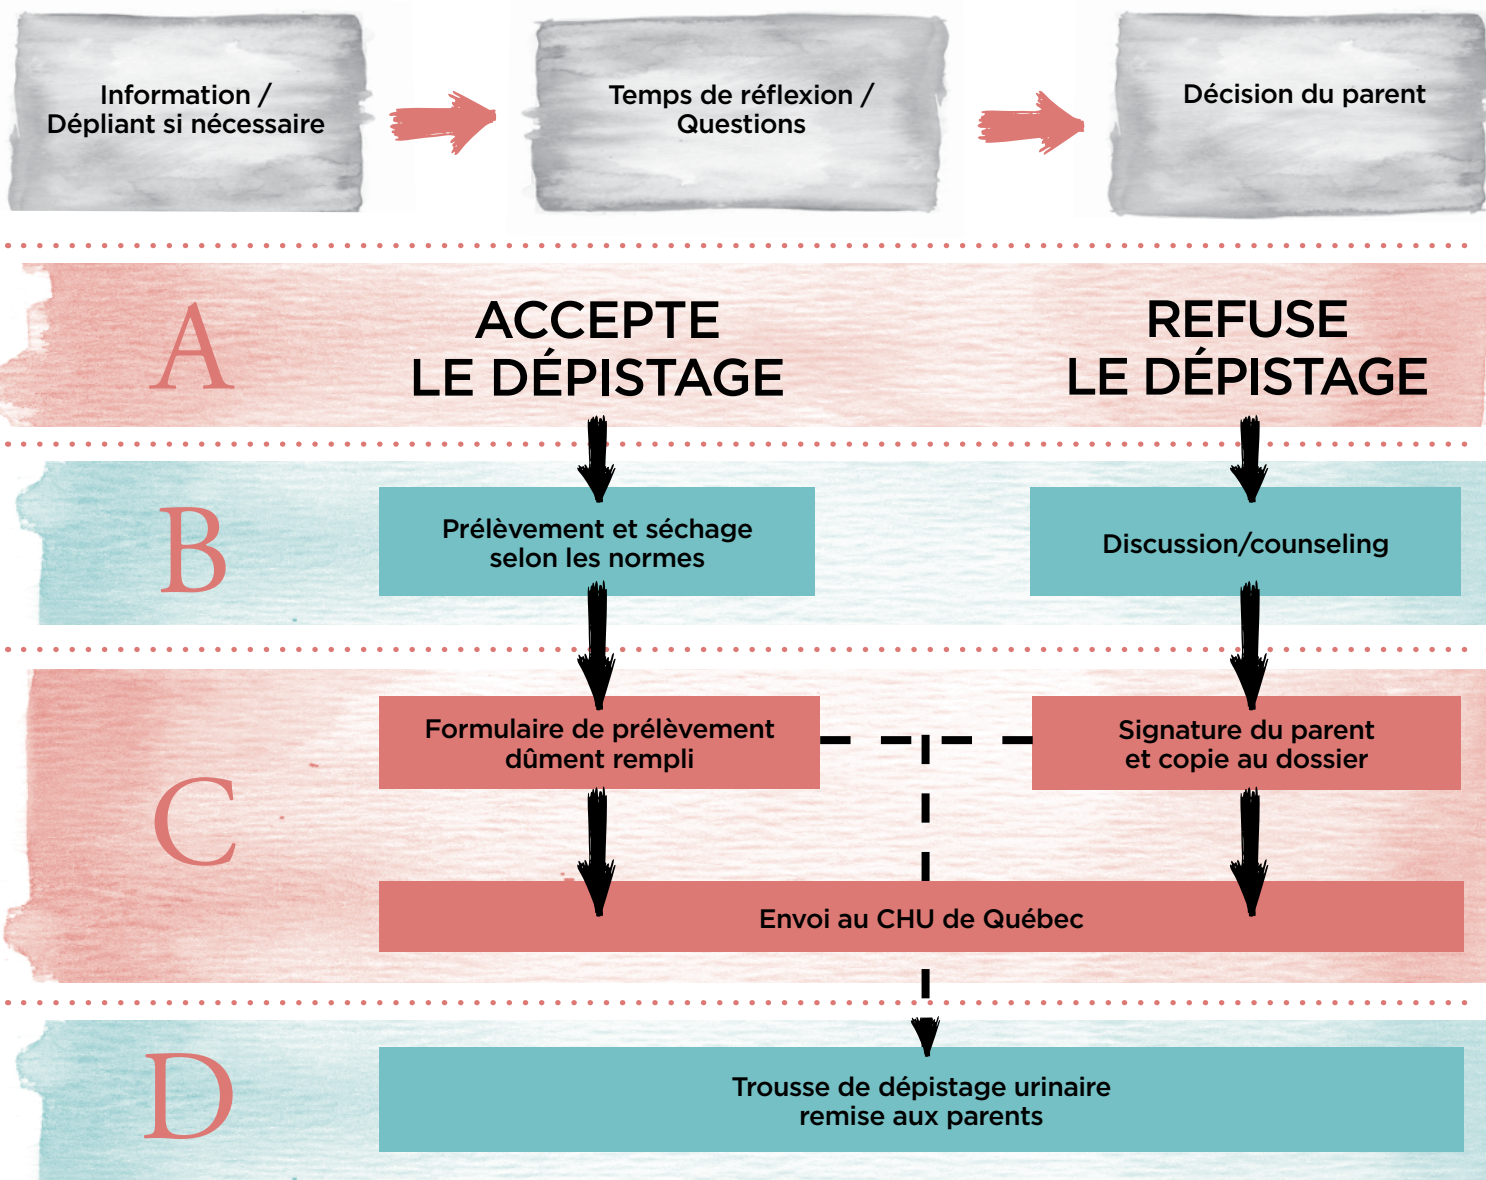 Information /
Dépliant si nécessaire
Temps de réflexion /
Questions
Décision du parent
A
ACCEPTE
LE DÉPISTAGE
REFUSE
LE DÉPISTAGE
B
Prélèvement et séchage
selon les normes
Discussion/counseling
C
Formulaire de prélèvement
dûment rempli
Signature du parent
et copie au dossier
Envoi au CHU de Québec
D
Trousse de dépistage urinaire
remise aux parents